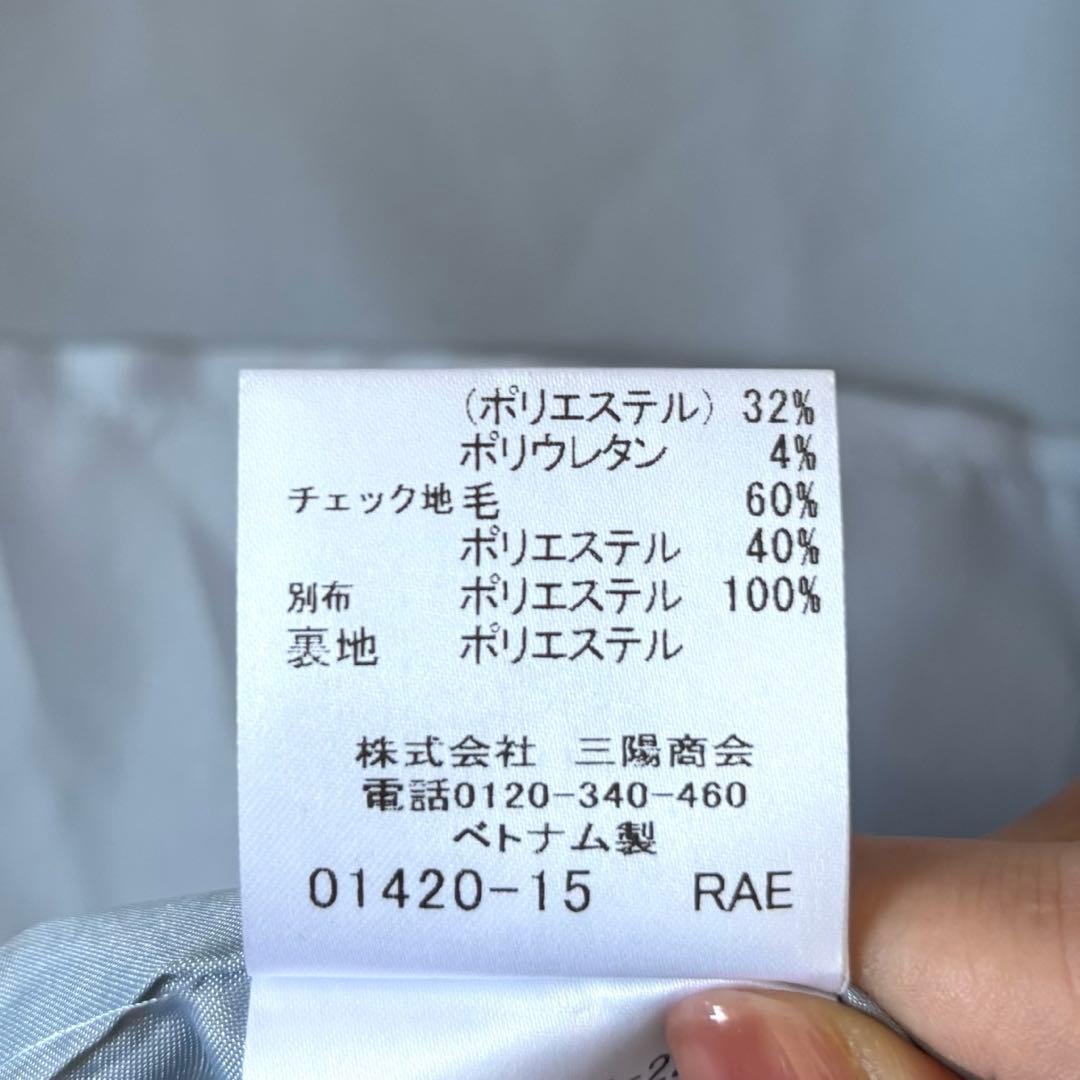 (ポリエステル) 32%
ポリウレタン 4%
チェック地 毛 60%
ポリエステル 40%
別布 ポリエステル 100%
裏地 ポリエステル
株式会社 三陽商会
電話0120-340-460
ベトナム製
01420-15 RAE